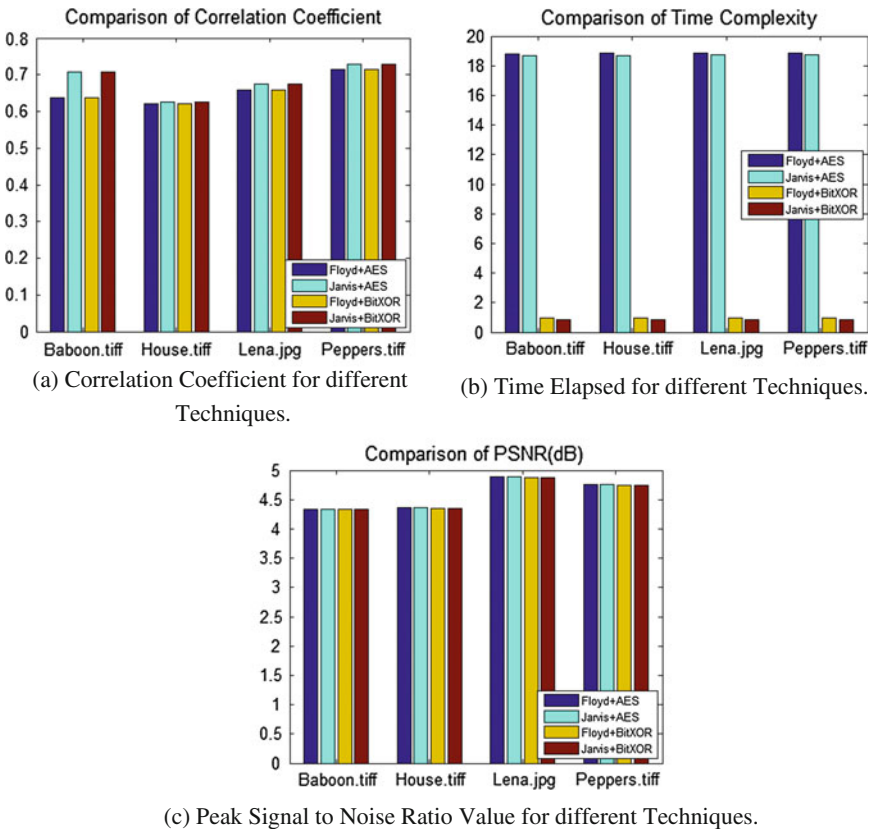 Comparison of Correlation Coefficient
0.8
0.7
0.6
0.5
0.4
0.3
0.2
0.1
0
Floyd+AES
Jarvis+AES
Floyd+BitXOR
Jarvis+BitXOR
Baboon.tiff House.tiff Lena.jpg Peppers.tiff
(a) Correlation Coefficient for different
Techniques.
Comparison of Time Complexity
20
18
16
14
12
10
8
6
4
2
0
Floyd+AES
Jarvis+AES
Floyd+BitXOR
Jarvis+BitXOR
Baboon.tiff House.tiff Lena.jpg Peppers.tiff
(b) Time Elapsed for different Techniques.
Comparison of PSNR(dB)
5
4.5
4
3.5
3
2.5
2
1.5
1
0.5
0
Floyd+AES
Jarvis+AES
Floyd+BitXOR
Jarvis+BitXOR
Baboon.tiff House.tiff Lena.jpg Peppers.tiff
(c) Peak Signal to Noise Ratio Value for different Techniques.